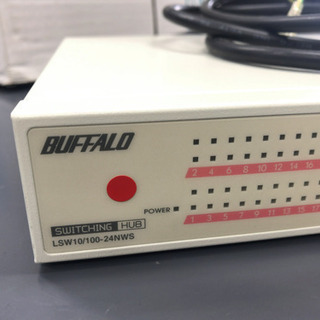 BUFFALO
2 4 6 8 10 12 14 16
POWER
1 3 5 7 9 11 13 15 17
SWITCHING HUB
LSW10/100-24NWS